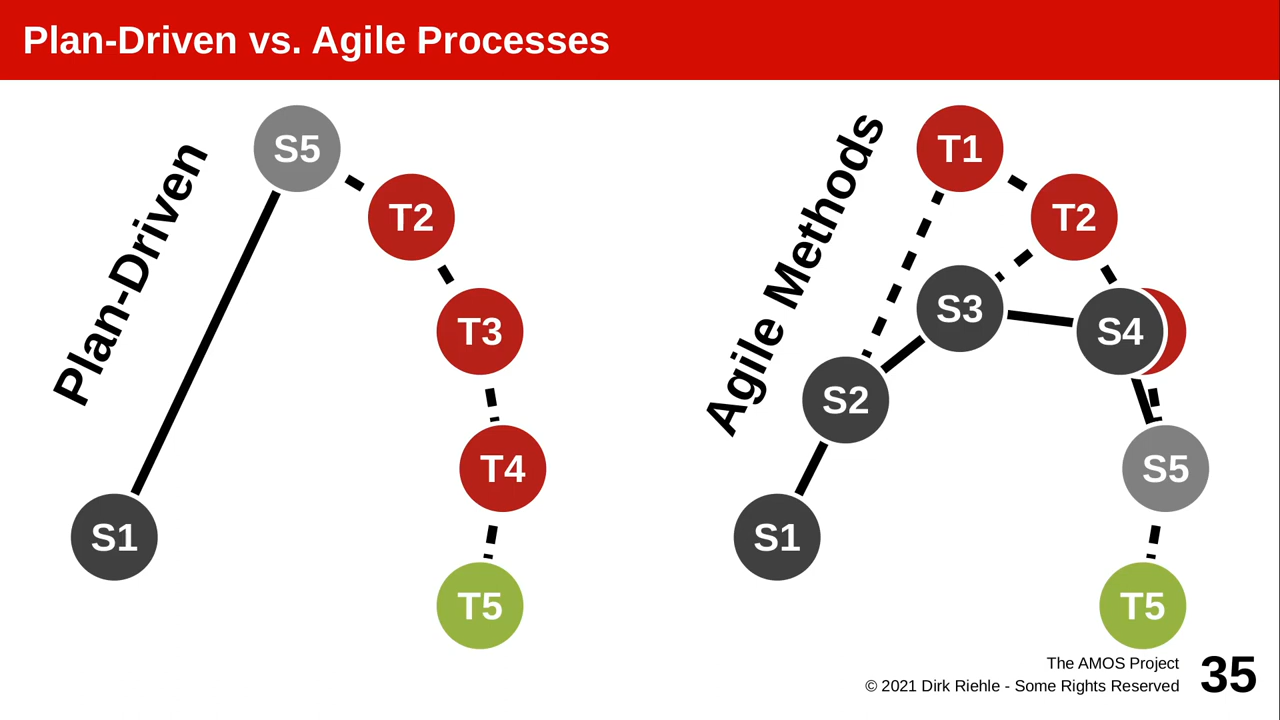 Plan-Driven vs. Agile Processes
Plan-Driven
S5
T2
T3
T4
S1
T5
Agile Methods
T1
T2
S3
S4
S2
S5
S1
T5
The AMOS Project
© 2021 Dirk Riehle - Some Rights Reserved
35